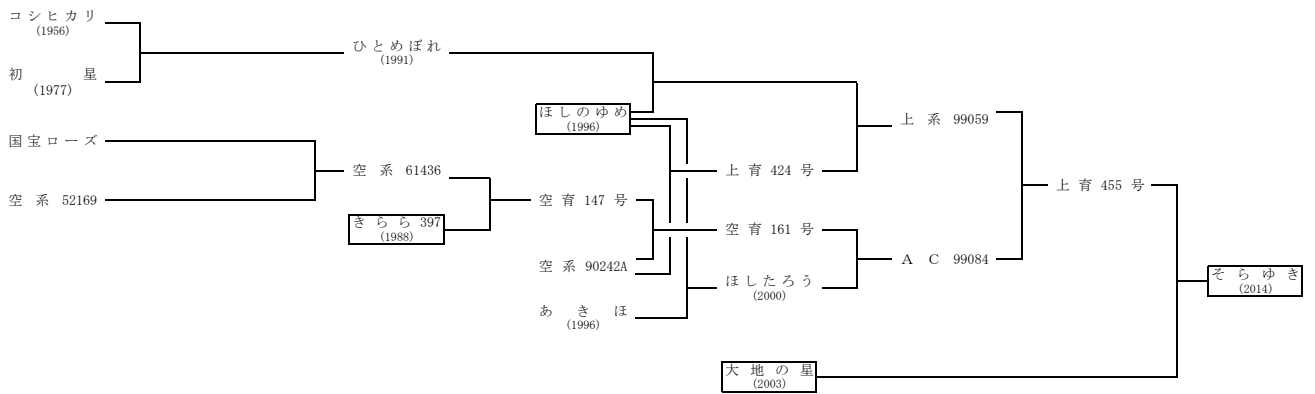 コシヒカリ
(1956)
初星
(1977)
ひとめぼれ
(1991)
ほしのゆめ
(1996)
国宝ローズ
空系 52169
空系 61436
きらら 397
(1988)
空育 147 号
空系 90242A
あきほ
(1996)
上育 424 号
空育 161 号
ほしたろう
(2000)
大地の星
(2003)
上系 99059
ＡＣ 99084
上育 455 号
そらゆき
(2014)